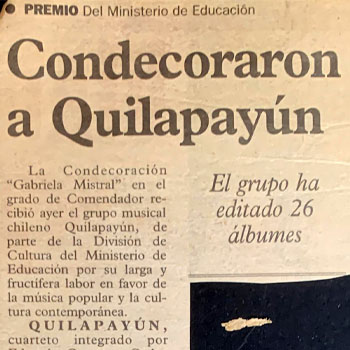 ● PREMIO Del Ministerio de Educación
Condecoraron
a Quilapayún
La Condecoración
“Gabriela Mistral” en el
grado de Comendador re-
cibió ayer el grupo musical
chileno Quilapayún, de
parte de la División de
Cultura del Ministerio de
Educación por su larga y
fructífera labor en favor de
la música popular y la cul-
tura contemporánea.
QUILAPAYÚN,
cuarteto integrado por
El grupo ha
editado 26
álbumes